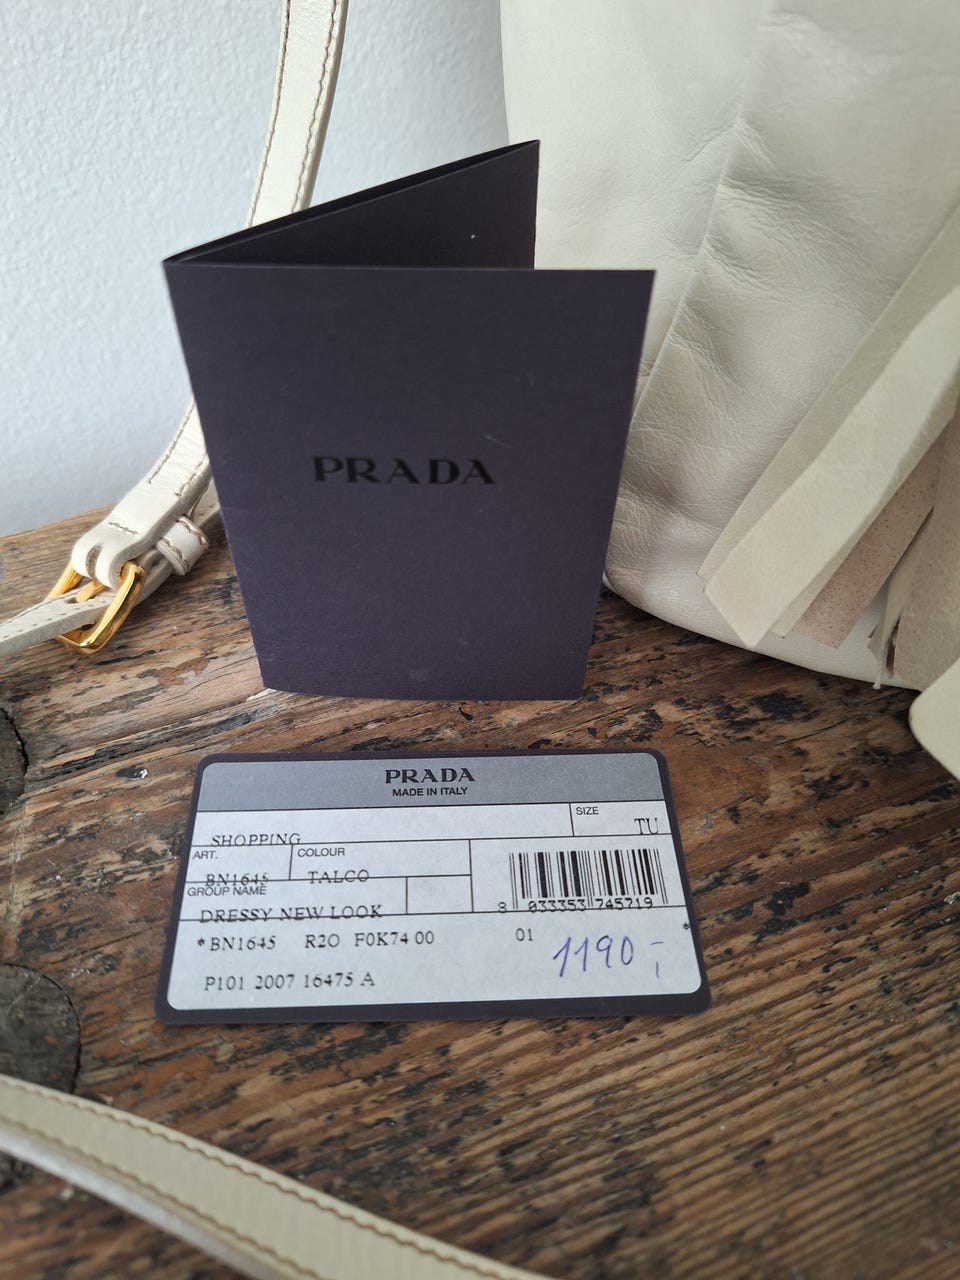 PRADA
PRADA
MADE IN ITALY
SIZE
SHOPPING TU
ART. COLOUR
BN1645 TALCO
GROUP NAME
DRESSY NEW LOOK
8 033353 745719
*BN1645 R2O F0K74 00 01 *
1190,-
P101 2007 16475 A